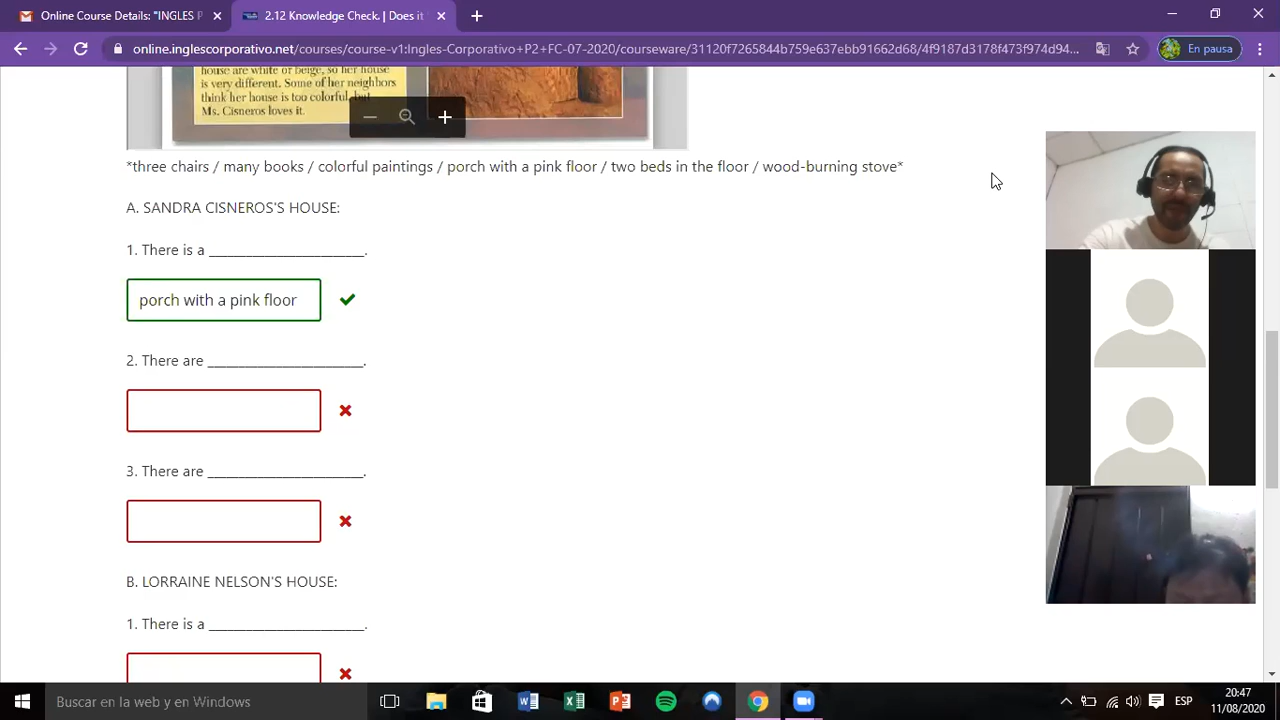 Online Course Details: "INGLES P
2.12 Knowledge Check. | Does it
online.inglescorporativo.net/courses/course-v1:Ingles-Corporativo+P2+FC-07-2020/courseware/31120f7265844b759e637ebb91662d68/4f9187d3178f473f974d94...
En pausa
house are white or beige, so her house
is very different. Some of her neighbors
think her house is too colorful, but
Ms. Cisneros loves it.
*three chairs / many books / colorful paintings / porch with a pink floor / two beds in the floor / wood-burning stove*
A. SANDRA CISNEROS'S HOUSE:
1. There is a ______________________.
porch with a pink floor
2. There are ______________________.
3. There are ______________________.
B. LORRAINE NELSON'S HOUSE:
1. There is a ______________________.
Buscar en la web y en Windows
ESP
20:47
11/08/2020